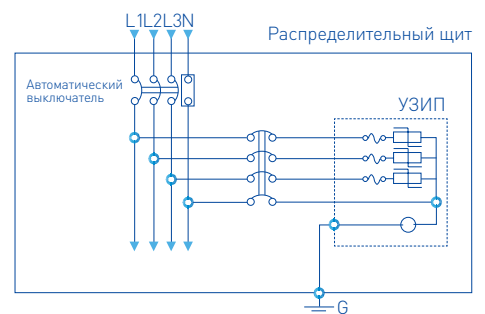 L1L2L3N
Распределительный щит
Автоматический
выключатель
УЗИП
G